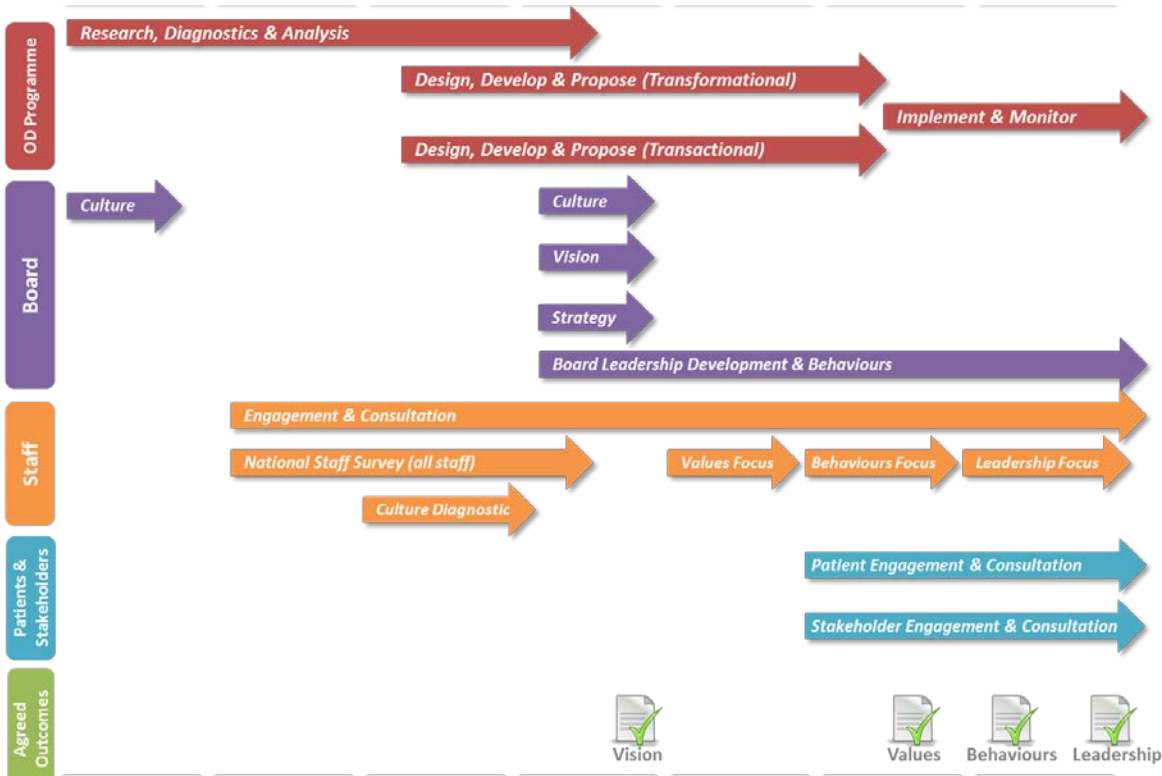 OD Programme
Research, Diagnostics & Analysis
Design, Develop & Propose (Transformational)
Implement & Monitor
Design, Develop & Propose (Transactional)
Board
Culture
Culture
Vision
Strategy
Board Leadership Development & Behaviours
Staff
Engagement & Consultation
National Staff Survey (all staff)
Values Focus
Behaviours Focus
Leadership Focus
Culture Diagnostic
Patients &
Stakeholders
Patient Engagement & Consultation
Stakeholder Engagement & Consultation
Agreed
Outcomes
Vision
Values
Behaviours
Leadership